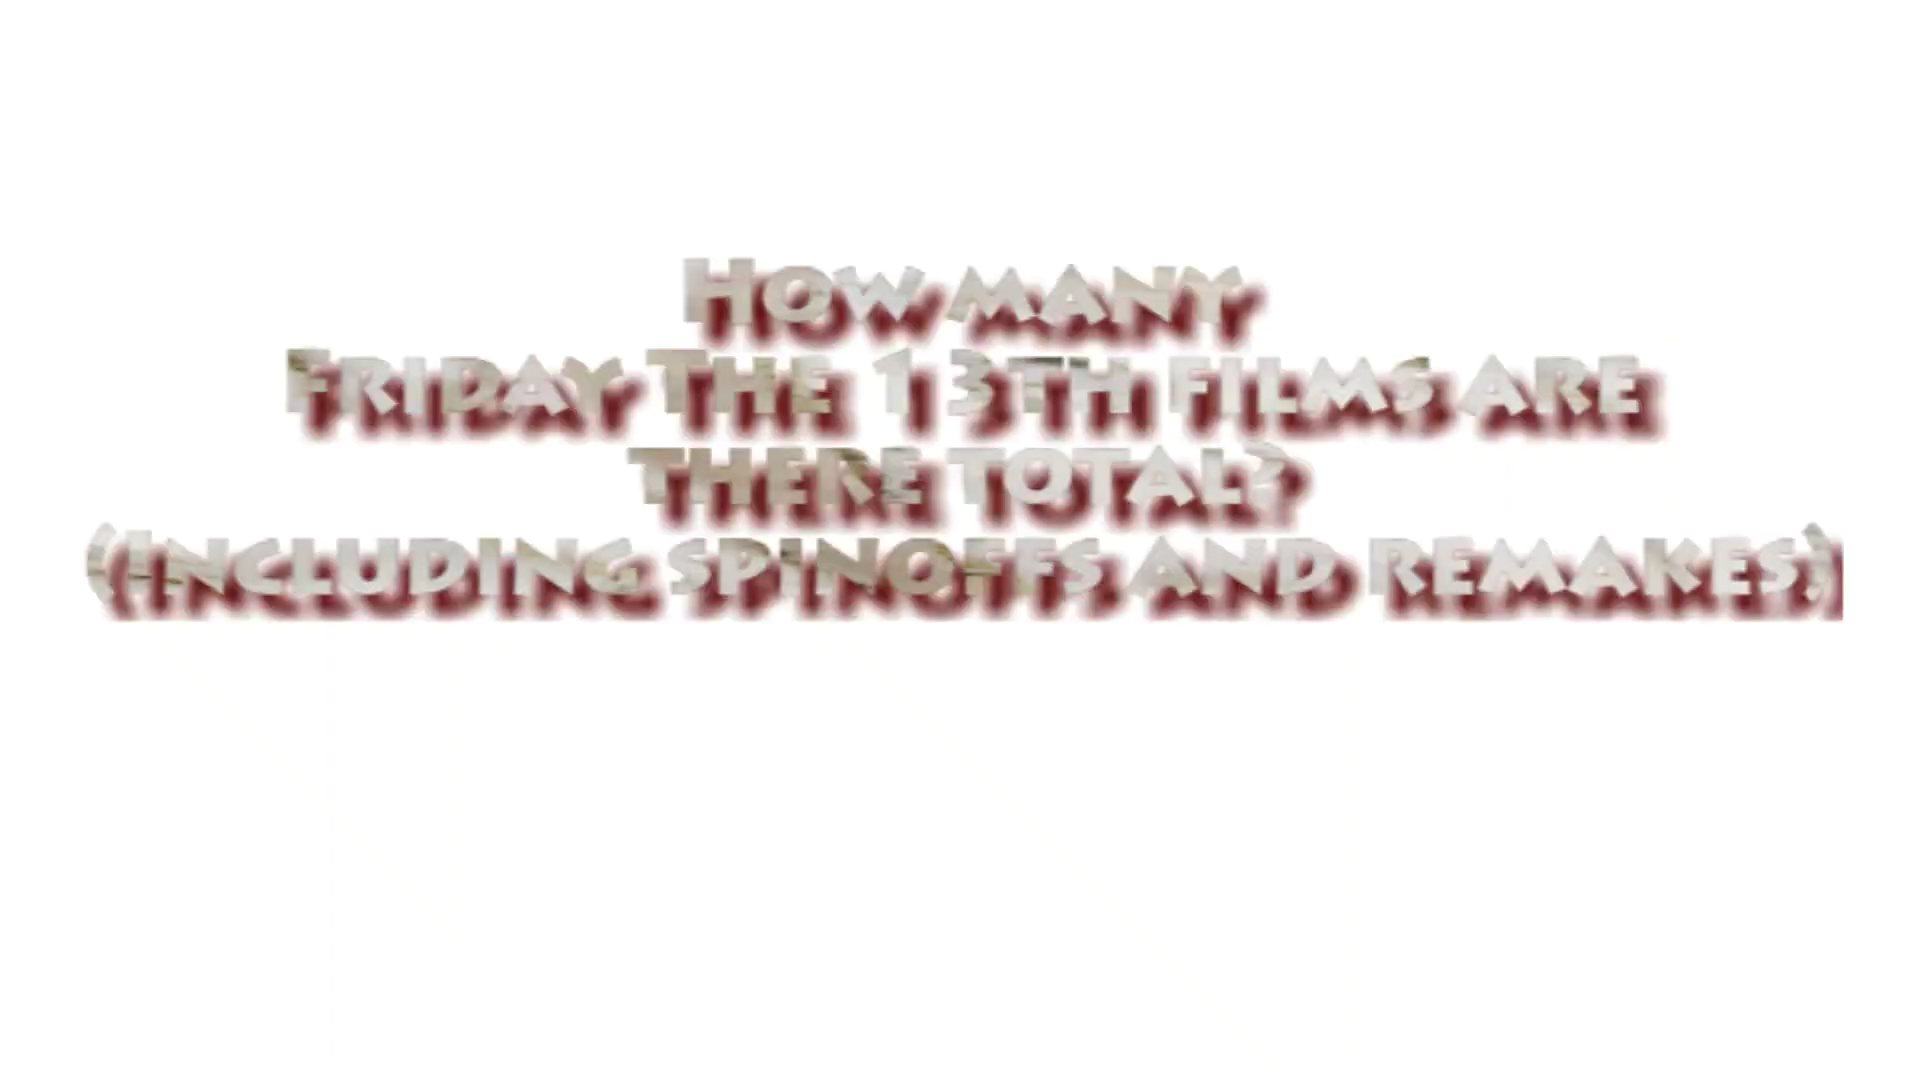 How many
Friday The 13th films are
there total?
(Including spinoffs and remakes)